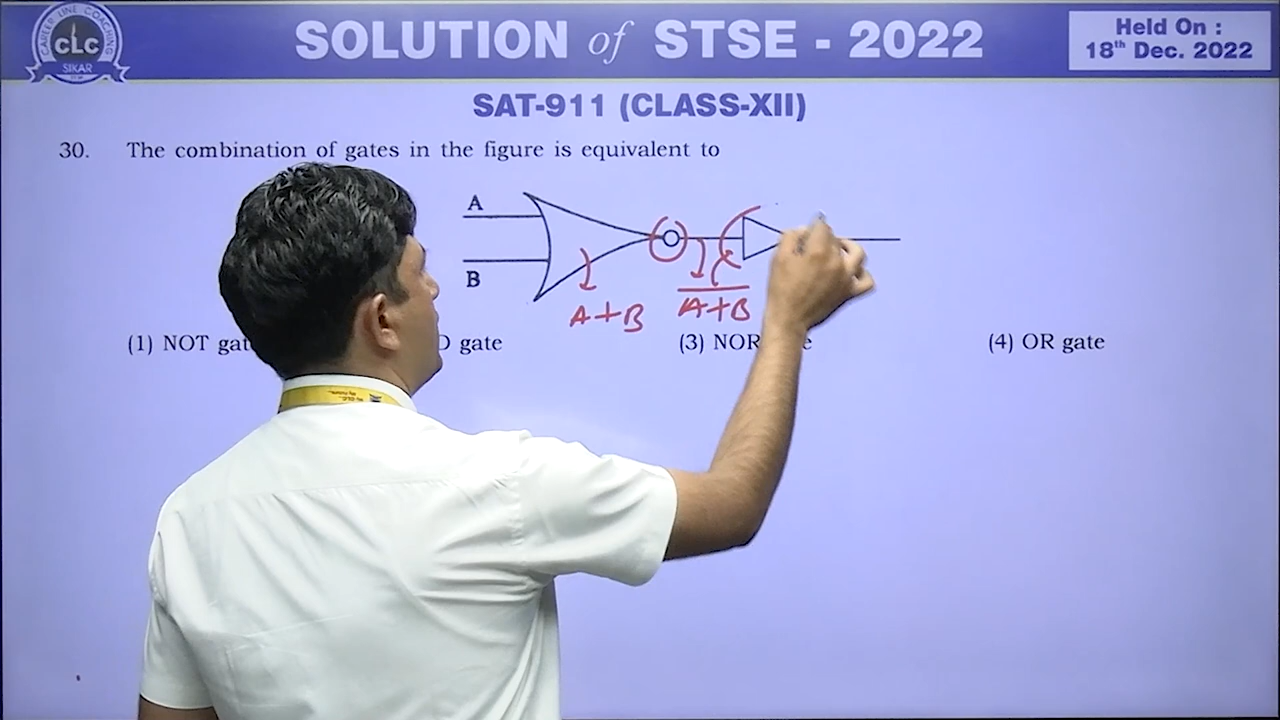 CAREER LINE COACHING
CLC
SIKAR
SOLUTION of STSE - 2022
Held On :
18th Dec. 2022
SAT-911 (CLASS-XII)
30. The combination of gates in the figure is equivalent to
A
B
A+B
A+B
(1) NOT gat
gate
(3) NOR
(4) OR gate